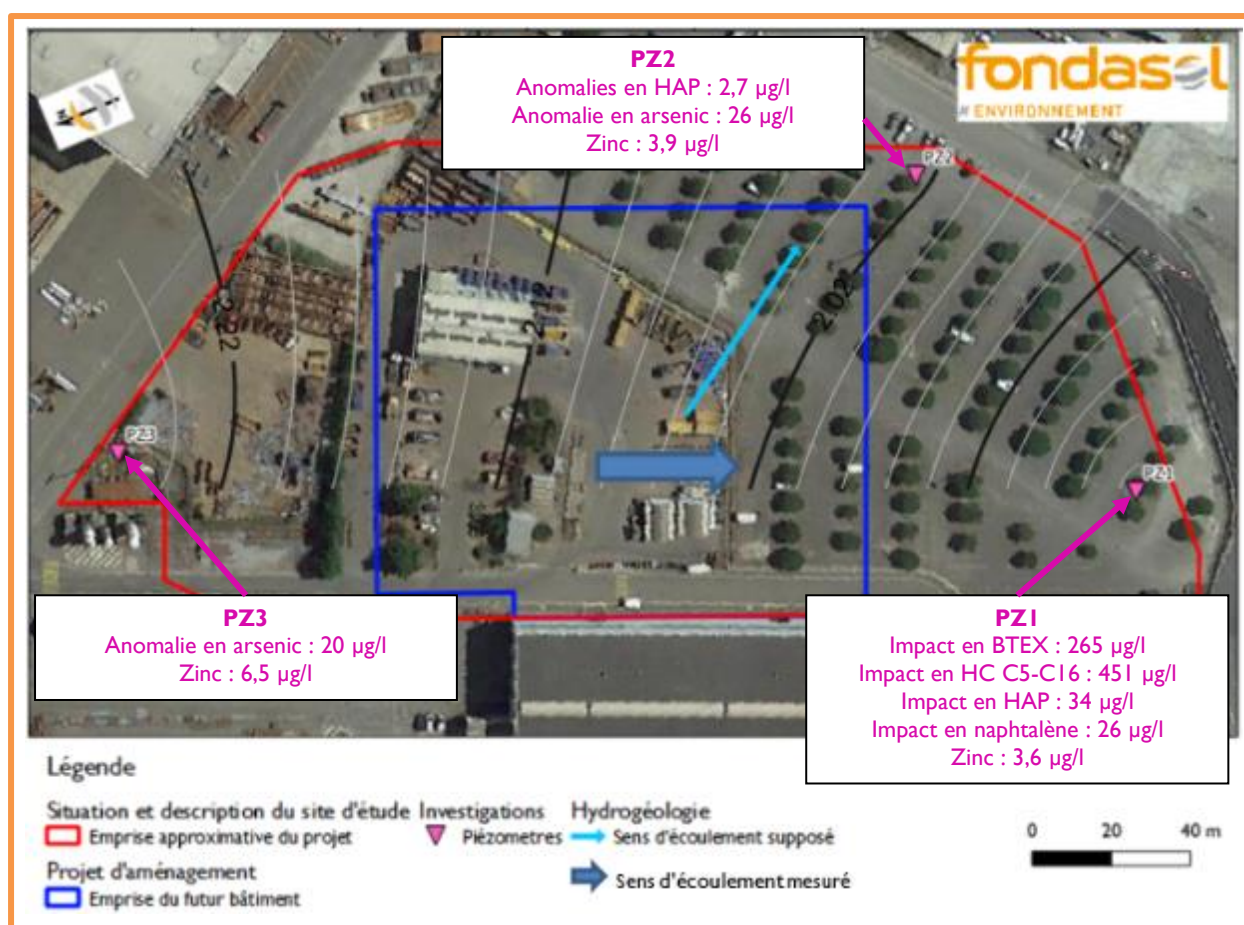 fondasol
ENVIRONNEMENT
PZ2
Anomalies en HAP : 2,7 µg/l
Anomalie en arsenic : 26 µg/l
Zinc : 3,9 µg/l
PZ2
2.02
PZ3
PZ1
PZ3
Anomalie en arsenic : 20 µg/l
Zinc : 6,5 µg/l
PZ1
Impact en BTEX : 265 µg/l
Impact en HC C5-C16 : 451 µg/l
Impact en HAP : 34 µg/l
Impact en naphtalène : 26 µg/l
Zinc : 3,6 µg/l
Légende
Situation et description du site d'étude
Emprise approximative du projet
Projet d'aménagement
Emprise du futur bâtiment
Investigations
Piézometres
Hydrogéologie
Sens d'écoulement supposé
Sens d'écoulement mesuré
0 20 40 m